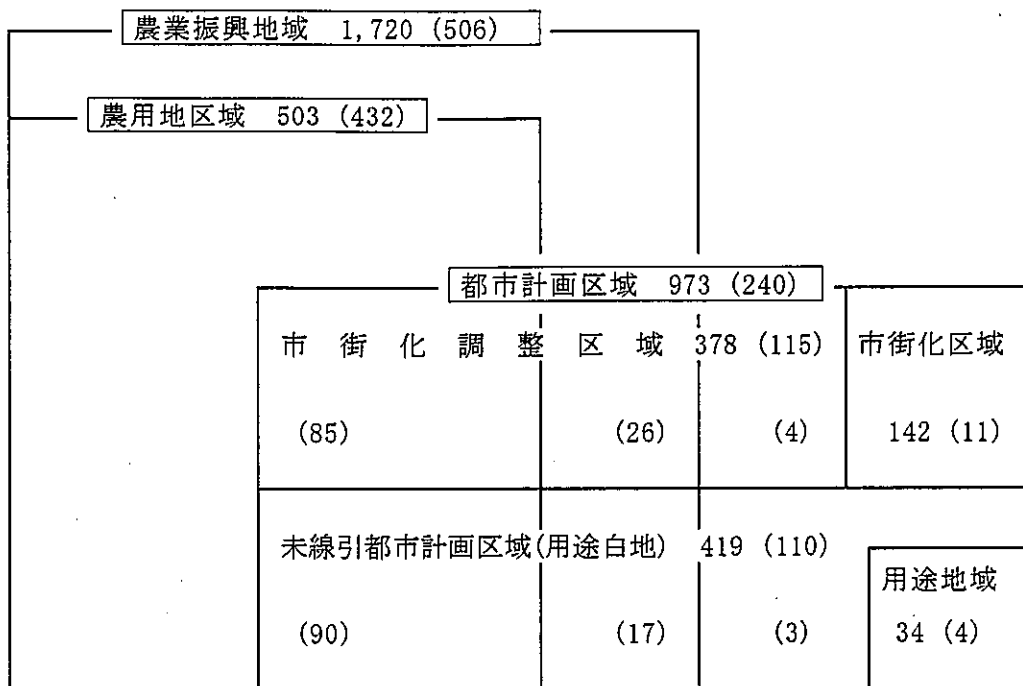 農業振興地域 1,720 (506)
農用地区域 503 (432)
都市計画区域 973 (240)
市街化調整区域 378 (115)
市街化区域
(85) (26) (4)
142 (11)
未線引都市計画区域(用途白地) 419 (110)
用途地域
(90) (17) (3)
34 (4)